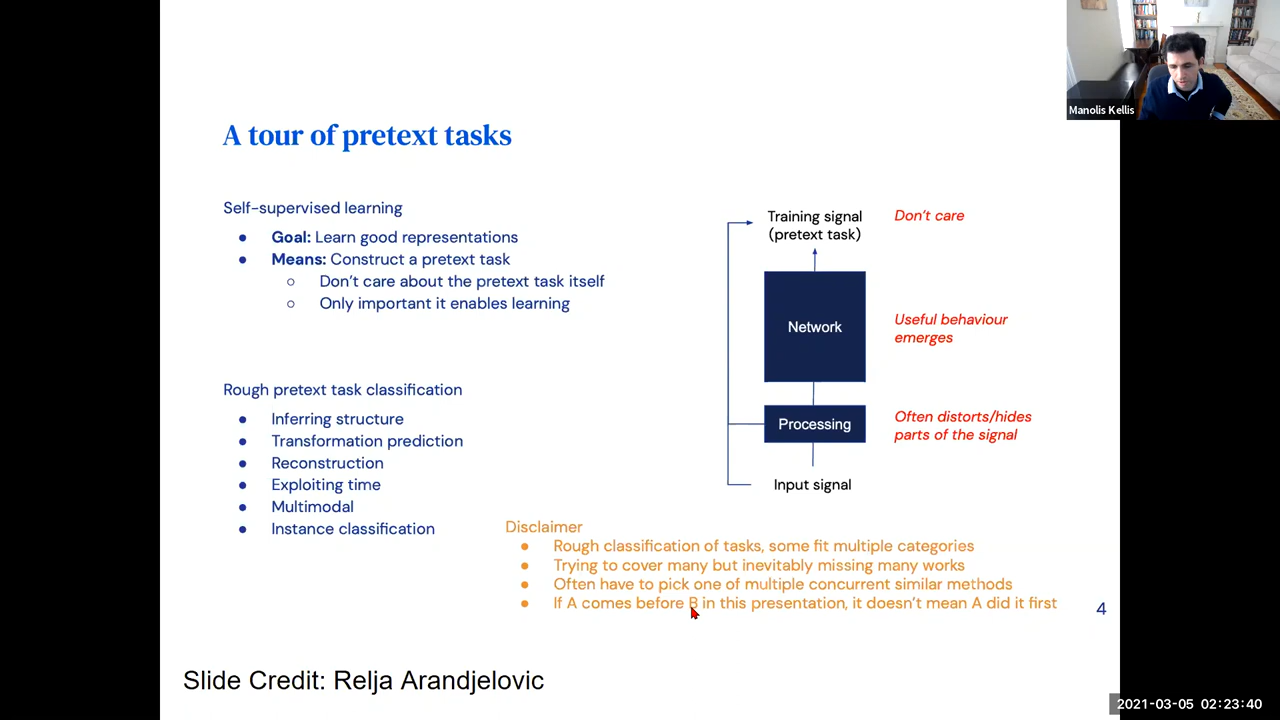 Manolis Kellis
A tour of pretext tasks
Self-supervised learning
● Goal: Learn good representations
● Means: Construct a pretext task
○ Don't care about the pretext task itself
○ Only important it enables learning
Rough pretext task classification
● Inferring structure
● Transformation prediction
● Reconstruction
● Exploiting time
● Multimodal
● Instance classification
Training signal
(pretext task)
Don't care
Network
Useful behaviour
emerges
Processing
Often distorts/hides
parts of the signal
Input signal
Disclaimer
● Rough classification of tasks, some fit multiple categories
● Trying to cover many but inevitably missing many works
● Often have to pick one of multiple concurrent similar methods
● If A comes before B in this presentation, it doesn't mean A did it first
4
Slide Credit: Relja Arandjelovic
2021-03-05 02:23:40